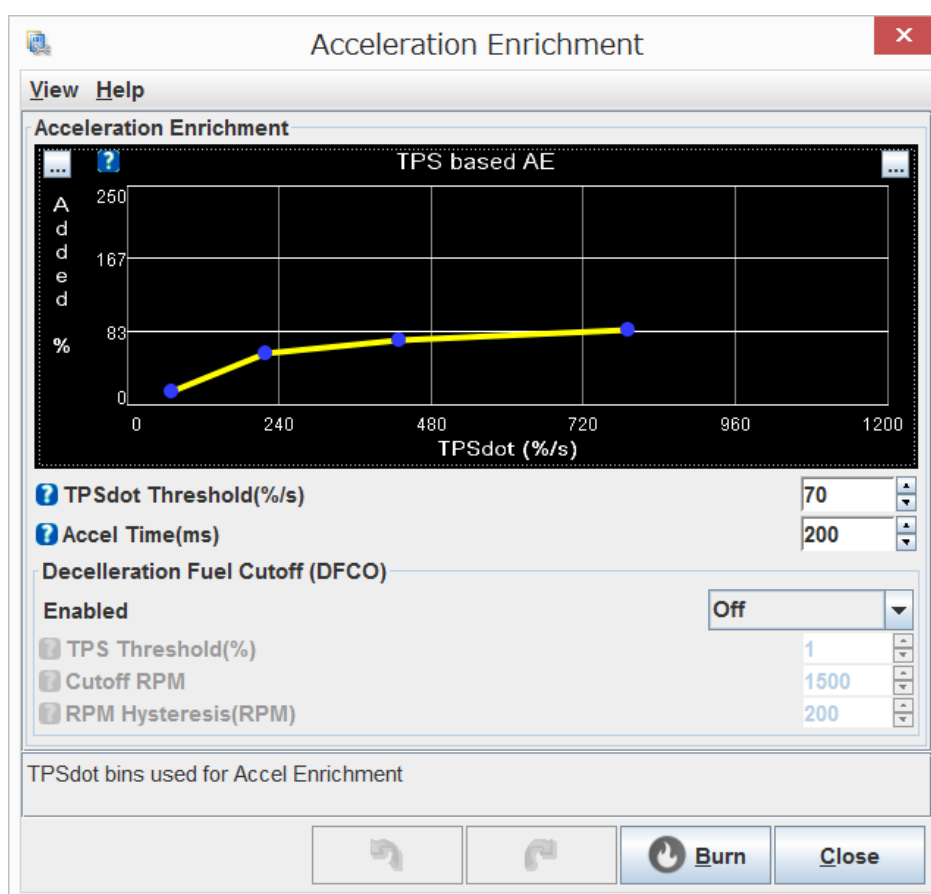 Acceleration Enrichment
×
View Help
Acceleration Enrichment
... ? TPS based AE ...
Added %
250
167
83
0
0 240 480 720 960 1200
TPSdot (%/s)
? TPSdot Threshold(%/s) 70
? Accel Time(ms) 200
Decelleration Fuel Cutoff (DFCO)
Enabled Off
? TPS Threshold(%) 1
? Cutoff RPM 1500
? RPM Hysteresis(RPM) 200
TPSdot bins used for Accel Enrichment
Burn Close